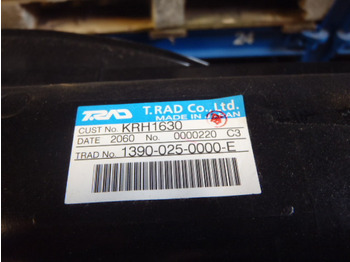 24
TRAD T.RAD Co., Ltd.
MADE IN JAPAN
CUST No. KRH1630
DATE 2060 No. 0000220 C3
TRAD No. 1390-025-0000-E